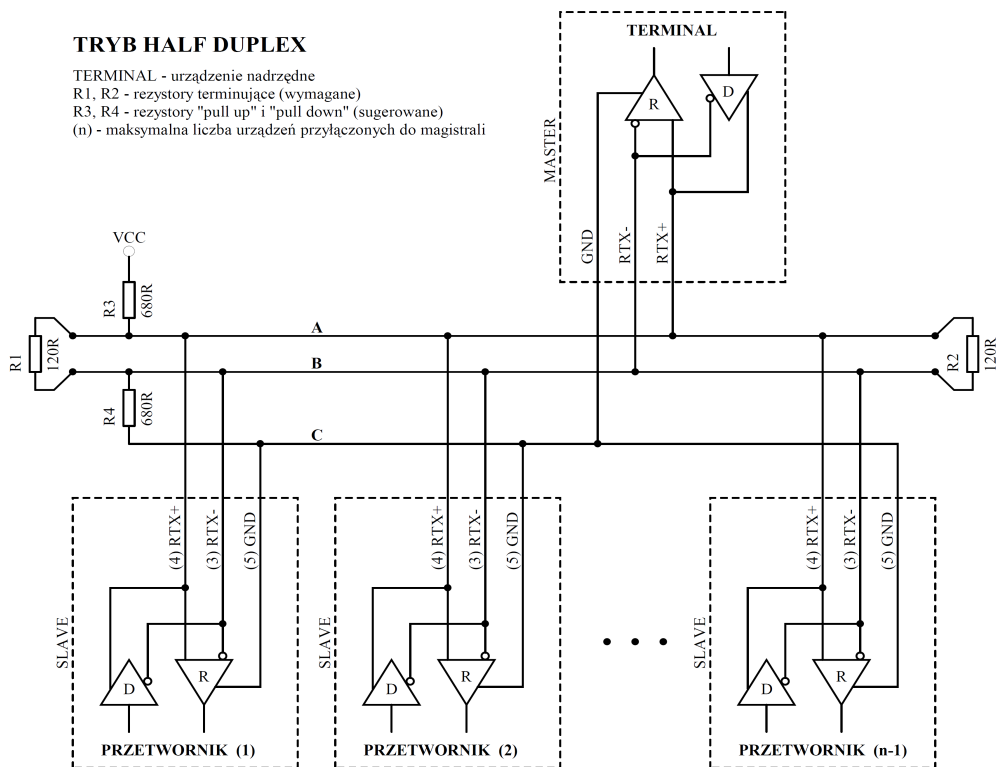 TRYB HALF DUPLEX
TERMINAL - urządzenie nadrzędne
R1, R2 - rezystory terminujące (wymagane)
R3, R4 - rezystory "pull up" i "pull down" (sugerowane)
(n) - maksymalna liczba urządzeń przyłączonych do magistrali
TERMINAL
R
D
MASTER
GND
RTX-
RTX+
VCC
R3
680R
R1
120R
A
B
R2
120R
R4
680R
C
SLAVE
(4) RTX+
(3) RTX-
(5) GND
D
R
PRZETWORNIK (1)
SLAVE
(4) RTX+
(3) RTX-
(5) GND
D
R
PRZETWORNIK (2)
• • •
SLAVE
(4) RTX+
(3) RTX-
(5) GND
D
R
PRZETWORNIK (n-1)